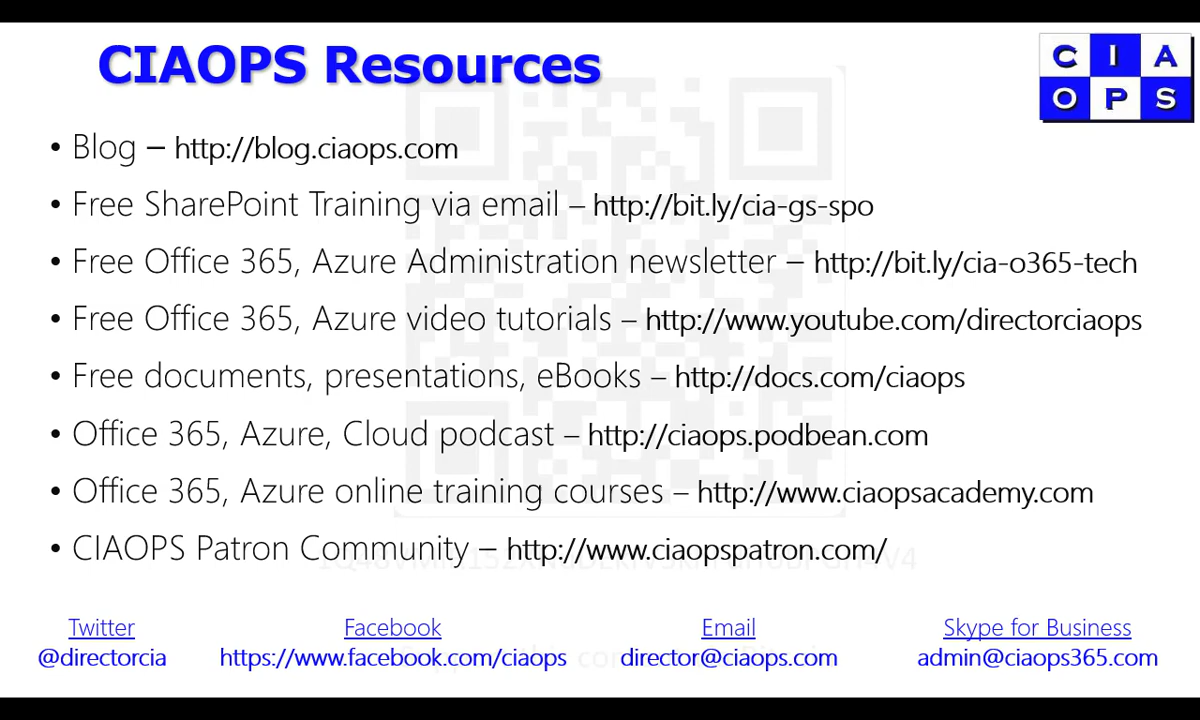 CIAOPS Resources
C I A
O P S
• Blog – http://blog.ciaops.com
• Free SharePoint Training via email – http://bit.ly/cia-gs-spo
• Free Office 365, Azure Administration newsletter – http://bit.ly/cia-o365-tech
• Free Office 365, Azure video tutorials – http://www.youtube.com/directorciaops
• Free documents, presentations, eBooks – http://docs.com/ciaops
• Office 365, Azure, Cloud podcast – http://ciaops.podbean.com
• Office 365, Azure online training courses – http://www.ciaopsacademy.com
• CIAOPS Patron Community – http://www.ciaopspatron.com/
Twitter Facebook Email Skype for Business
@directorcia https://www.facebook.com/ciaops director@ciaops.com admin@ciaops365.com